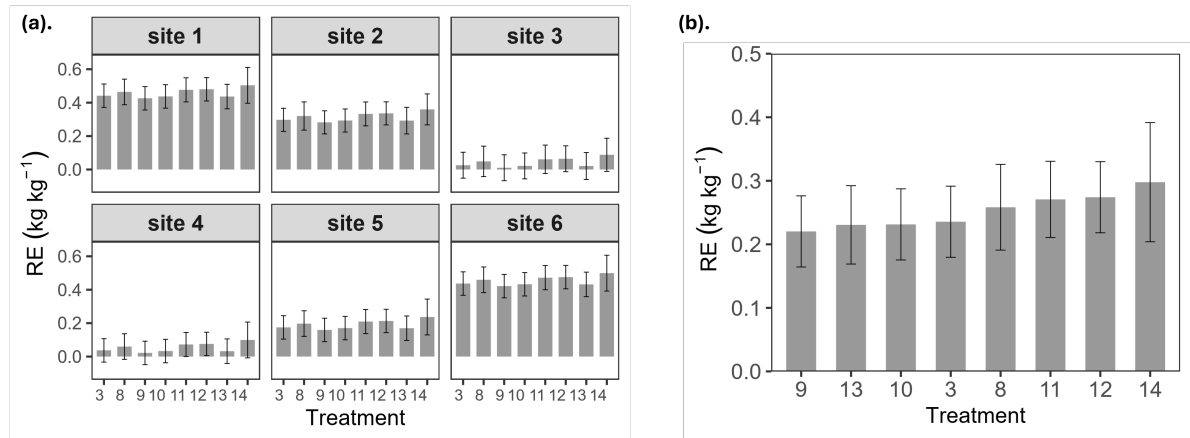 (a).
site 1
site 2
site 3
0.6
0.4
0.2
0.0
site 4
site 5
site 6
0.6
0.4
0.2
0.0
RE (kg kg⁻¹)
3 8 9 10 11 12 13 14
3 8 9 10 11 12 13 14
3 8 9 10 11 12 13 14
Treatment
(b).
0.5
0.4
0.3
0.2
0.1
0.0
RE (kg kg⁻¹)
9 13 10 3 8 11 12 14
Treatment